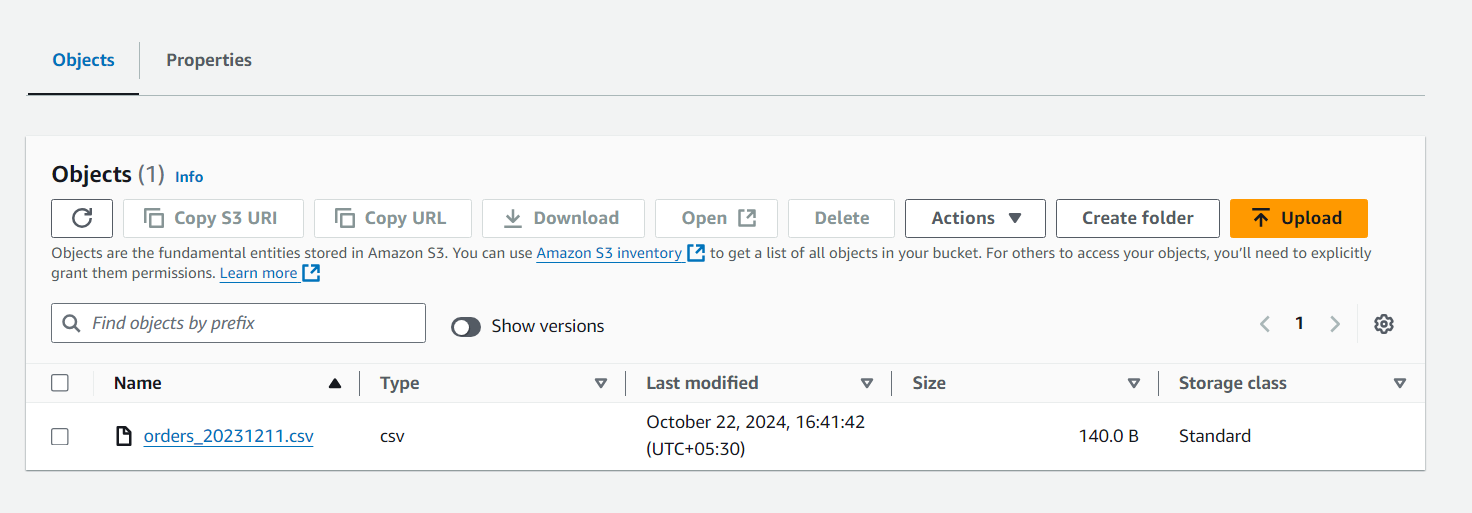 Objects Properties
Objects (1) Info
Copy S3 URI Copy URL Download Open Delete Actions Create folder Upload
Objects are the fundamental entities stored in Amazon S3. You can use Amazon S3 inventory to get a list of all objects in your bucket. For others to access your objects, you'll need to explicitly
grant them permissions. Learn more
Find objects by prefix Show versions 1
Name Type Last modified Size Storage class
orders_20231211.csv csv October 22, 2024, 16:41:42 140.0 B Standard
(UTC+05:30)